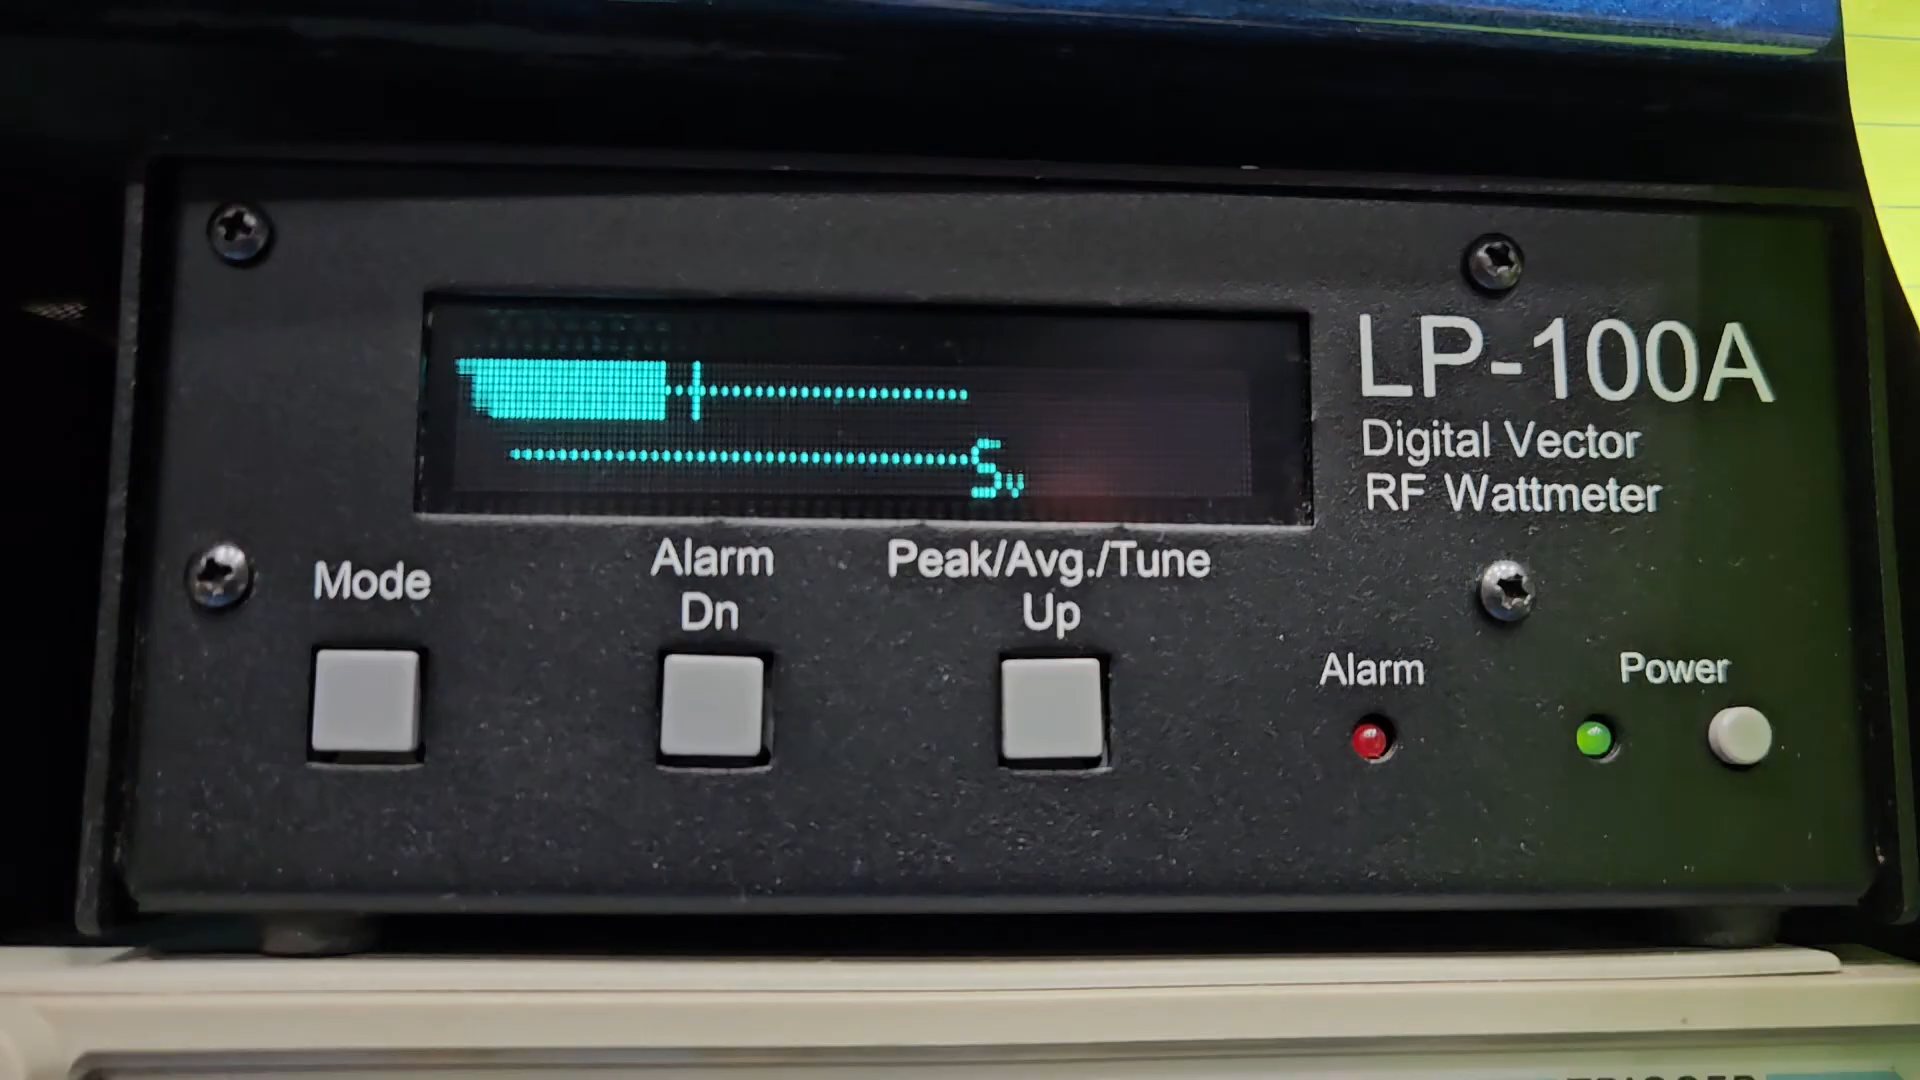 LP-100A
Digital Vector
RF Wattmeter
Mode
Alarm
Dn
Peak/Avg./Tune
Up
Alarm
Power